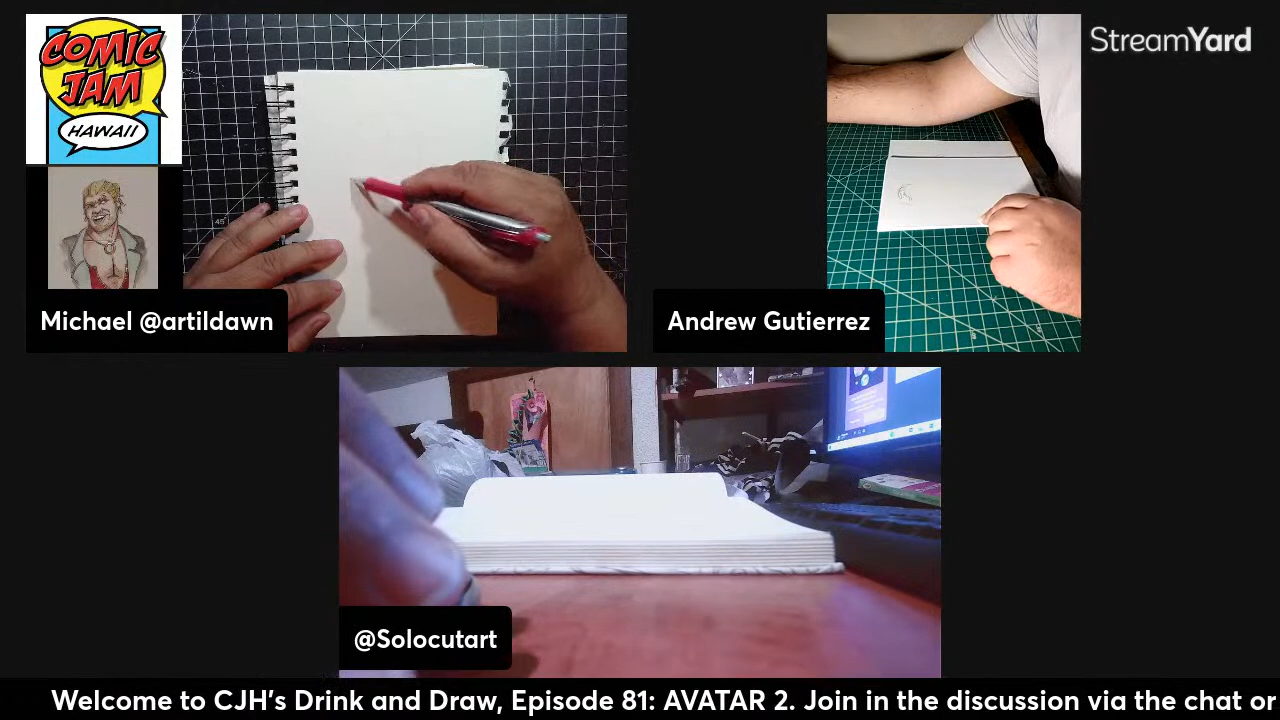 COMIC
JAM
HAWAII
StreamYard
Michael @artildawn
Andrew Gutierrez
@Solocutart
Welcome to CJH's Drink and Draw, Episode 81: AVATAR 2. Join in the discussion via the chat or